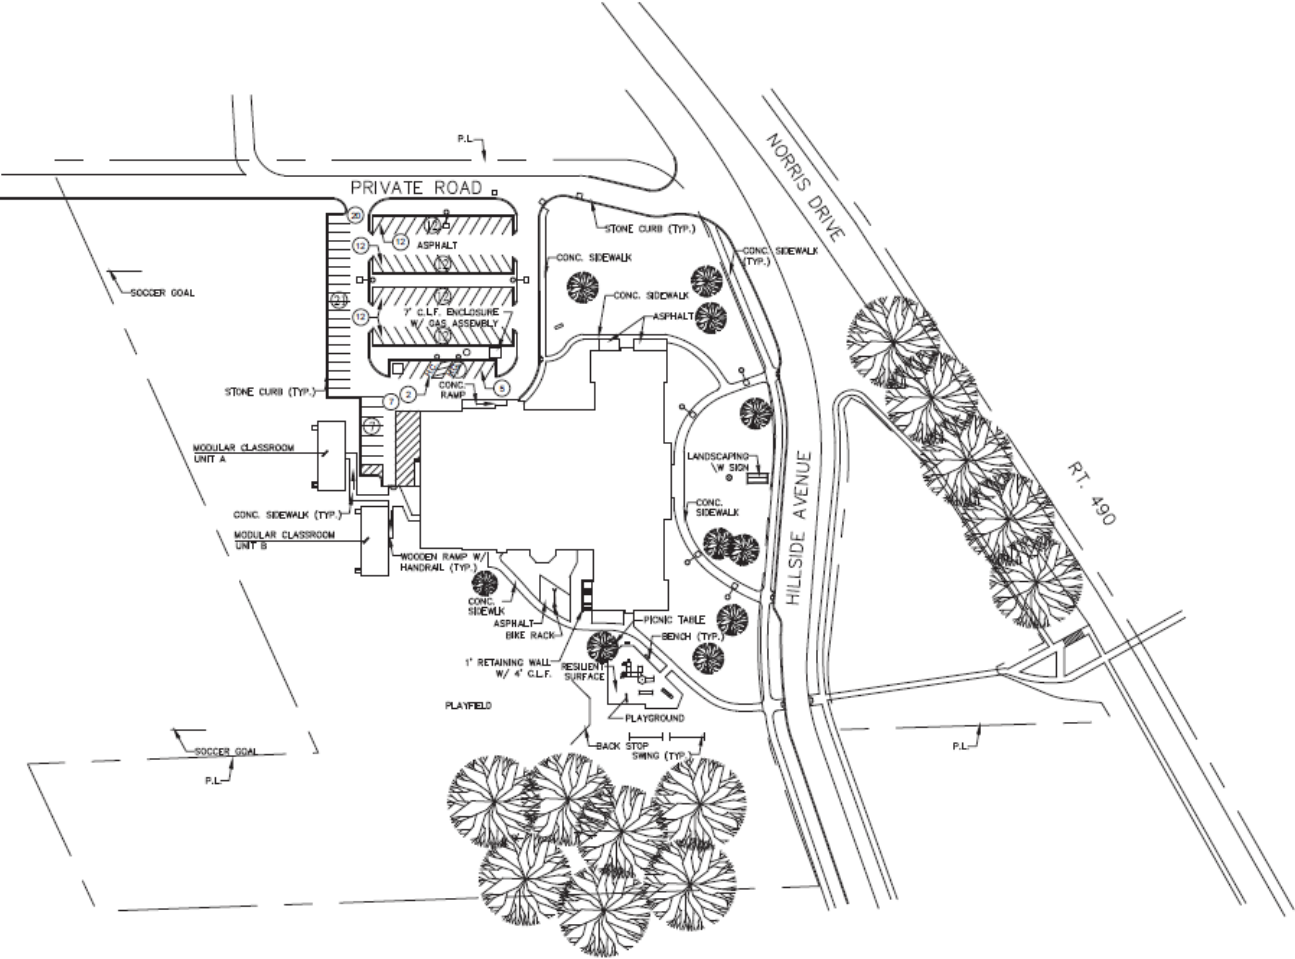 P.L.
PRIVATE ROAD
NORRIS DRIVE
20
12
12
12
ASPHALT
STONE CURB (TYP.)
CONC. SIDEWALK
(TYP.)
CONC. SIDEWALK
12
SOCCER GOAL
21
12
CONC. SIDEWALK
12
7' C.L.F. ENCLOSURE
W/ GAS ASSEMBLY
ASPHALT
STONE CURB (TYP.)
2
CONC.
RAMP
5
7
7
MODULAR CLASSROOM
UNIT A
LANDSCAPING
\W SIGN
HILLSIDE AVENUE
RT. 490
CONC. SIDEWALK (TYP.)
CONC.
SIDEWALK
MODULAR CLASSROOM
UNIT B
WOODEN RAMP W/
HANDRAIL (TYP.)
CONC.
SIDEWLK
ASPHALT
BIKE RACK
PICNIC TABLE
BENCH (TYP.)
1' RETAINING WALL
W/ 4' C.L.F.
RESILIENT
SURFACE
PLAYFIELD
PLAYGROUND
SOCCER GOAL
BACK STOP
SWING (TYP.)
P.L.
P.L.